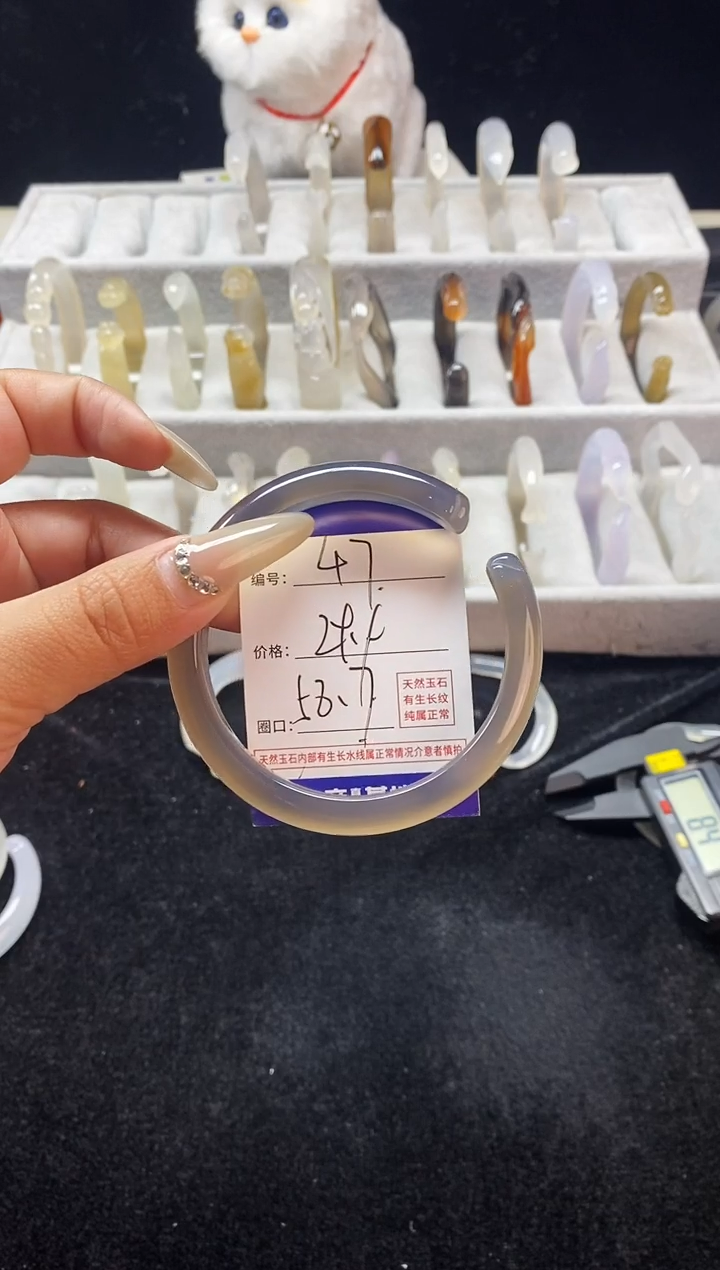 编号: 47.
价格:
圈口: 58.7
天然玉石
有生长纹
纯属正常
天然玉石内部有生长水线属正常情况介意者慎拍